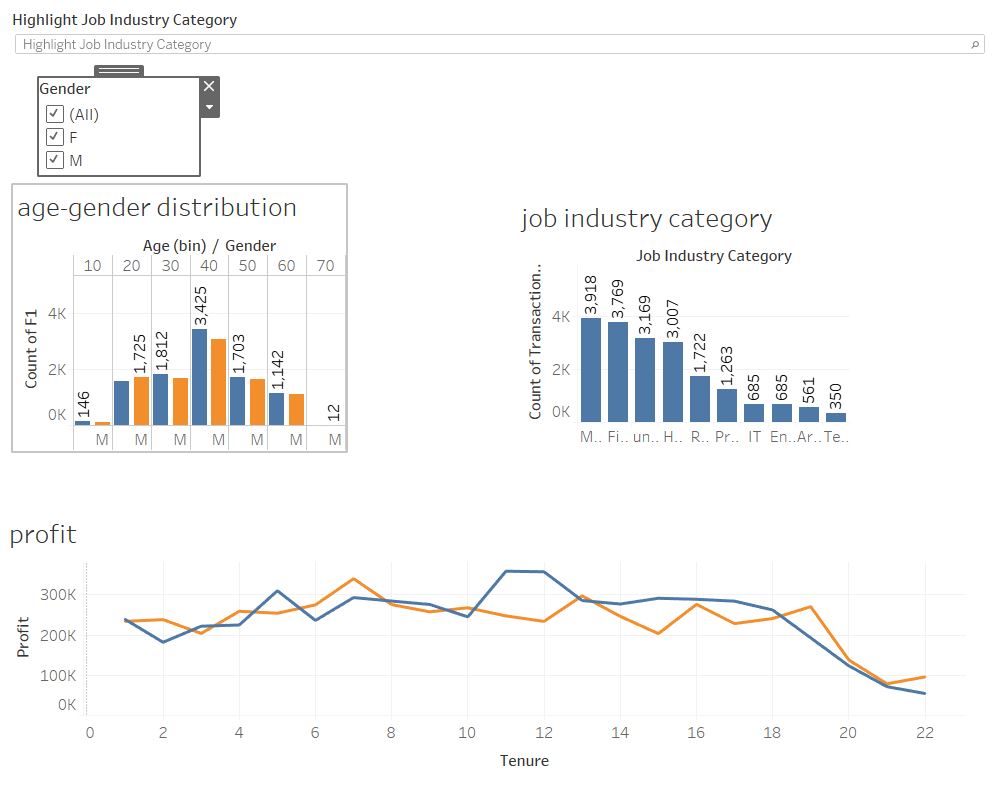 Highlight Job Industry Category
Highlight Job Industry Category
Gender
(All)
F
M
age-gender distribution
Age (bin) / Gender
10 20 30 40 50 60 70
Count of F1
4K
2K
0K
146 1,725 1,812 3,425 1,703 1,142 12
M M M M M M M
job industry category
Job Industry Category
Count of Transaction..
4K
2K
0K
3,918 3,769 3,169 3,007 1,722 1,263 685 685 561 350
M.. Fi.. un.. H.. R.. Pr.. IT En.. Ar.. Te..
profit
Profit
300K
200K
100K
0K
0 2 4 6 8 10 12 14 16 18 20 22
Tenure